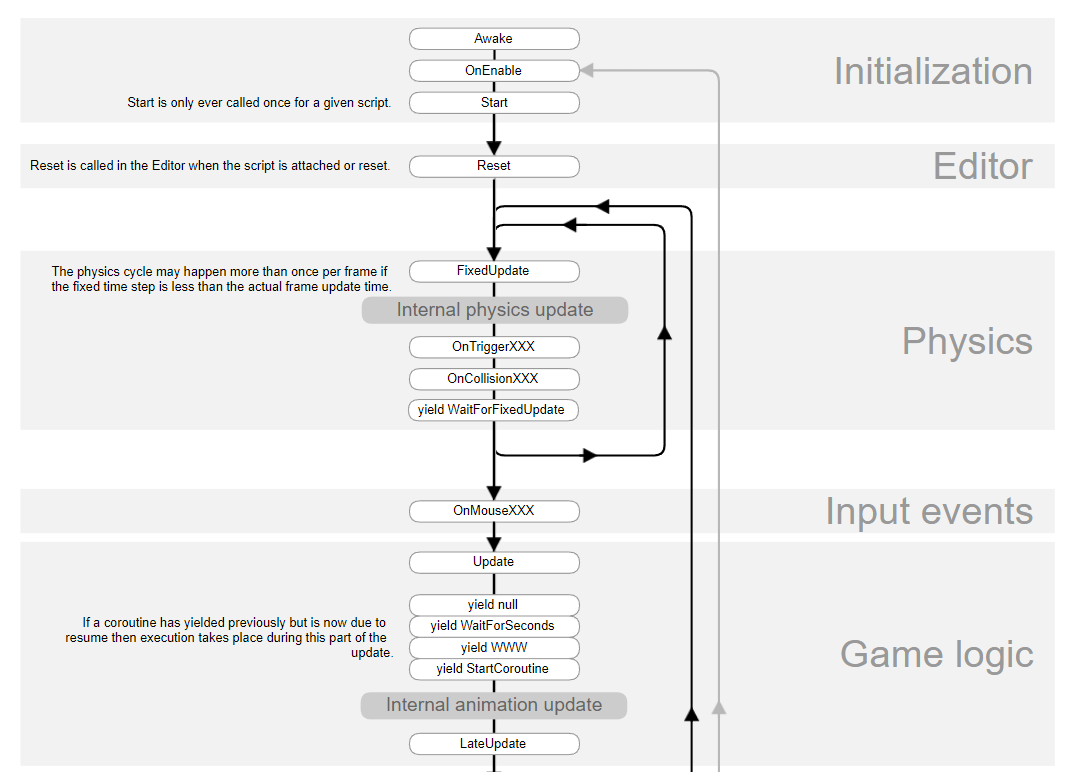 Awake
OnEnable
Initialization
Start is only ever called once for a given script.
Start
Reset is called in the Editor when the script is attached or reset.
Reset
Editor
The physics cycle may happen more than once per frame if
the fixed time step is less than the actual frame update time.
FixedUpdate
Internal physics update
OnTriggerXXX
Physics
OnCollisionXXX
yield WaitForFixedUpdate
OnMouseXXX
Input events
Update
yield null
If a coroutine has yielded previously but is now due to
resume then execution takes place during this part of the
update.
yield WaitForSeconds
yield WWW
yield StartCoroutine
Game logic
Internal animation update
LateUpdate